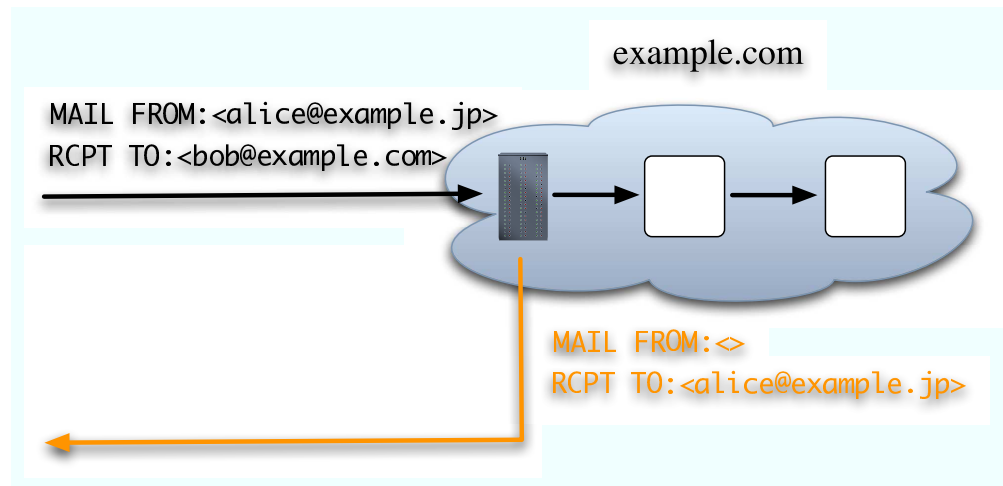 example.com
MAIL FROM:<alice@example.jp>
RCPT TO:<bob@example.com>
MAIL FROM:<>
RCPT TO:<alice@example.jp>